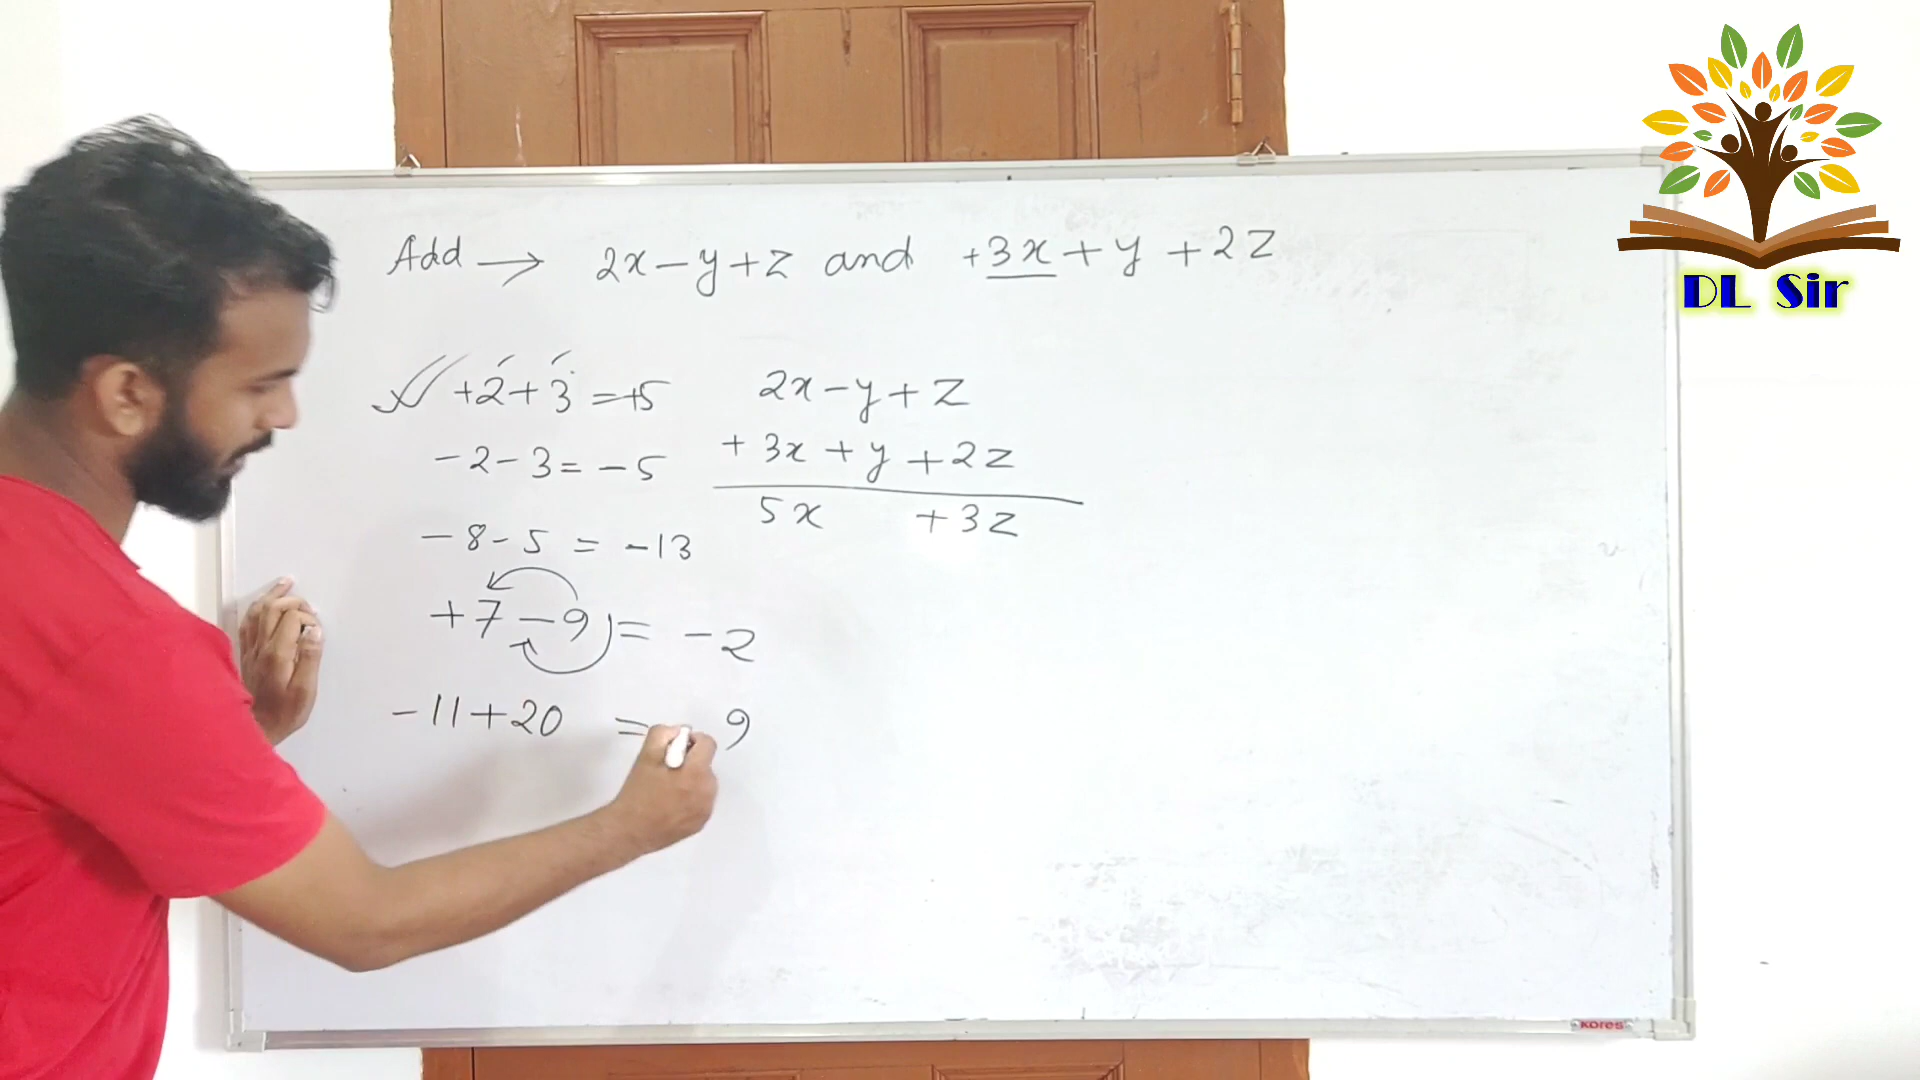 Add → 2x-y+z and +3x+y+2z
+2+3=+5
-2-3=-5
-8-5 = -13
+7-9 = -2
-11+20 = 9
2x-y+z
+3x+y+2z
5x +3z
DL Sir
Kores